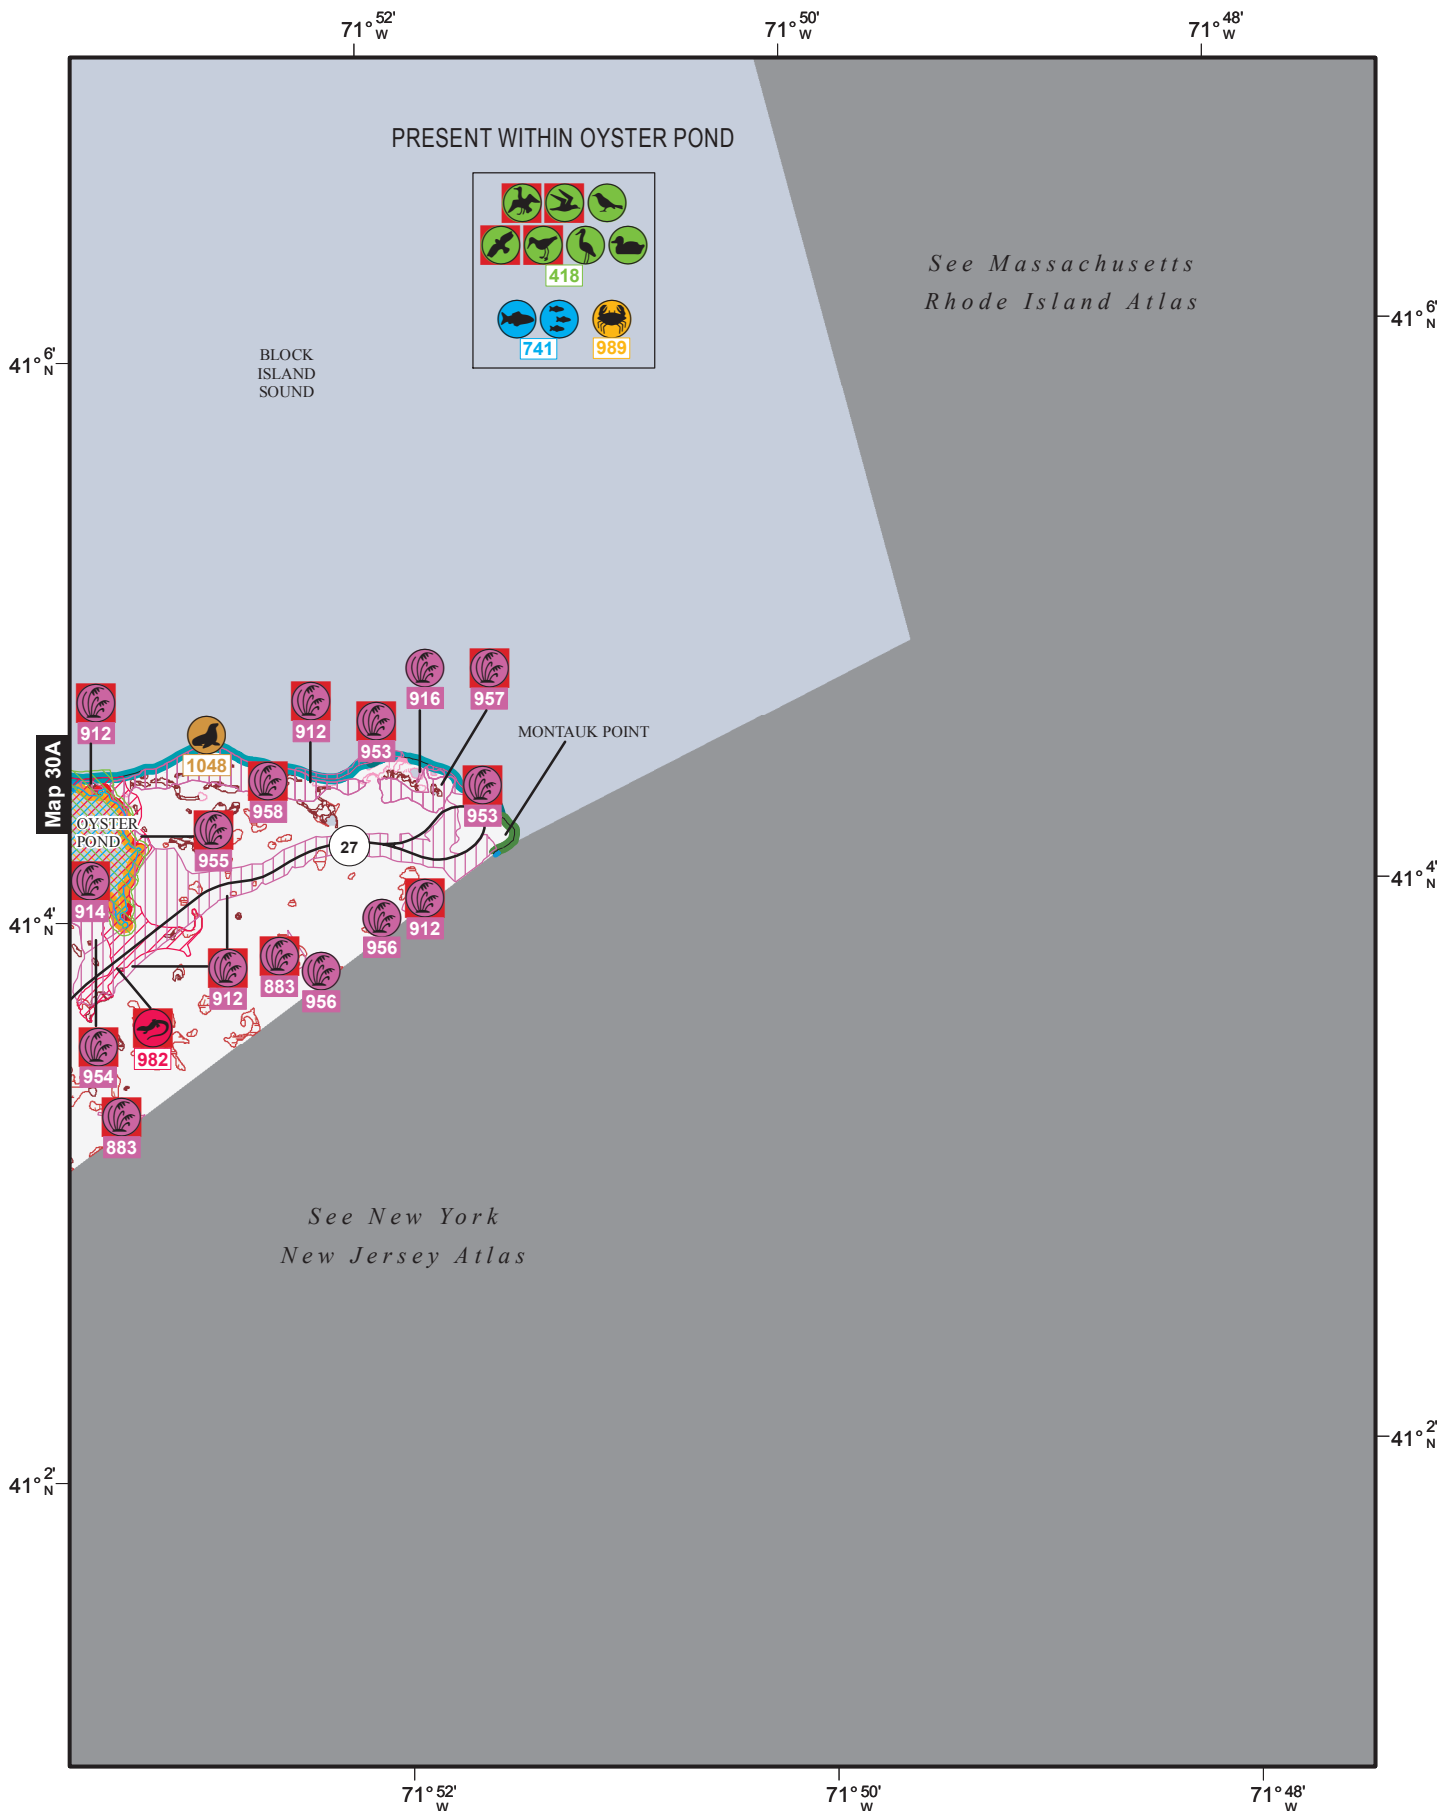 71° 52' W
71° 50' W
71° 48' W
PRESENT WITHIN OYSTER POND
418
741
989
See Massachusetts
Rhode Island Atlas
41° 6' N
41° 6' N
BLOCK
ISLAND
SOUND
916
957
912
912
953
MONTAUK POINT
1048
Map 30A
958
953
OYSTER
POND
955
27
914
41° 4' N
41° 4' N
956
912
912
883
956
954
982
883
See New York
New Jersey Atlas
41° 2' N
41° 2' N
71° 52' W
71° 50' W
71° 48' W